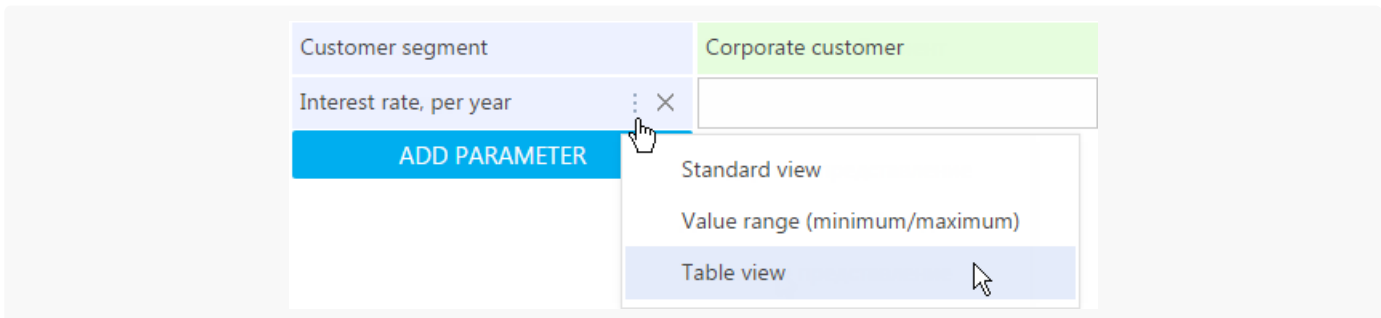 Customer segment
Corporate customer
Interest rate, per year
ADD PARAMETER
Standard view
Value range (minimum/maximum)
Table view